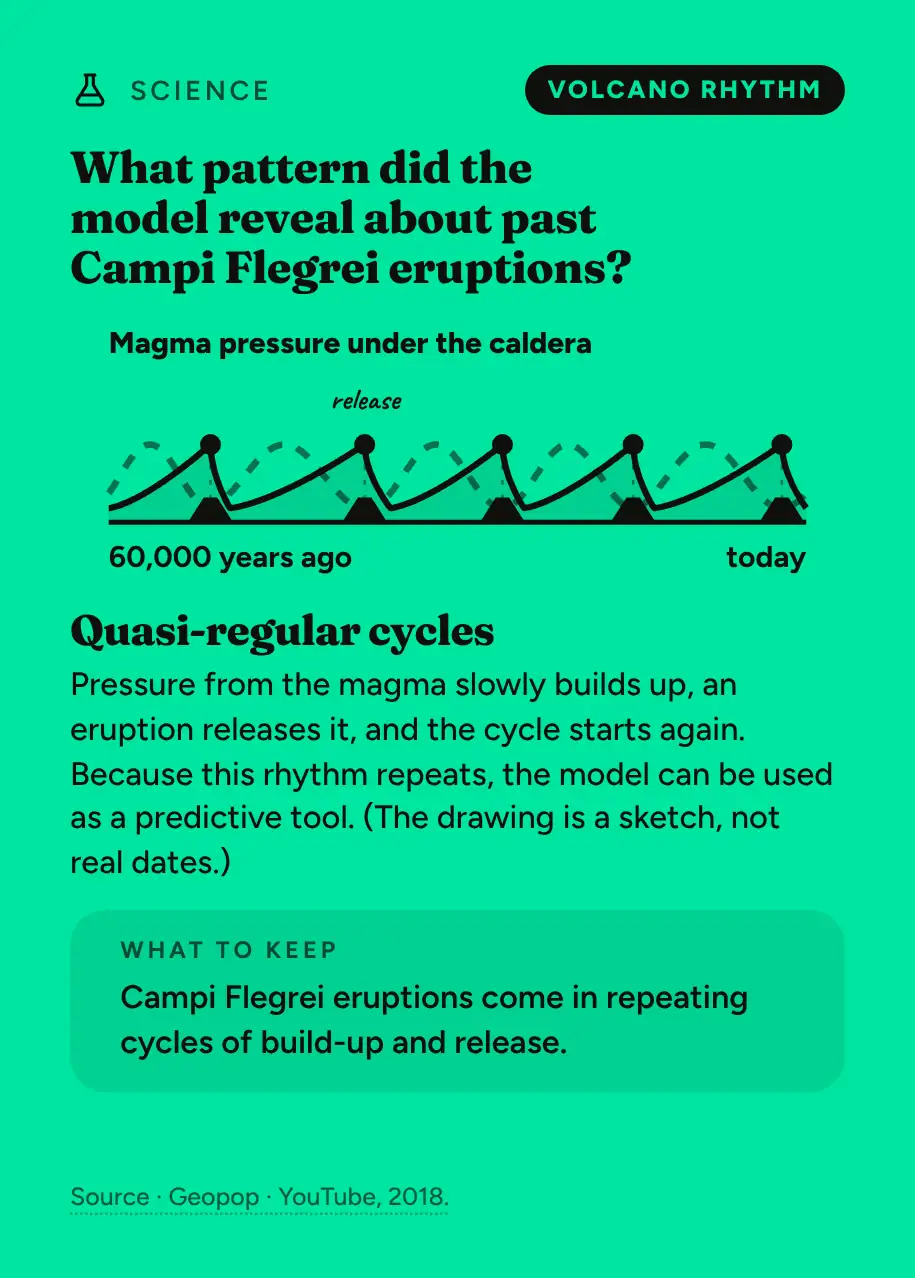 SCIENCE
VOLCANO RHYTHM
What pattern did the
model reveal about past
Campi Flegrei eruptions?
Magma pressure under the caldera
release
60,000 years ago
today
Quasi-regular cycles
Pressure from the magma slowly builds up, an
eruption releases it, and the cycle starts again.
Because this rhythm repeats, the model can be used
as a predictive tool. (The drawing is a sketch, not
real dates.)
WHAT TO KEEP
Campi Flegrei eruptions come in repeating
cycles of build-up and release.
Source · Geopop · YouTube, 2018.